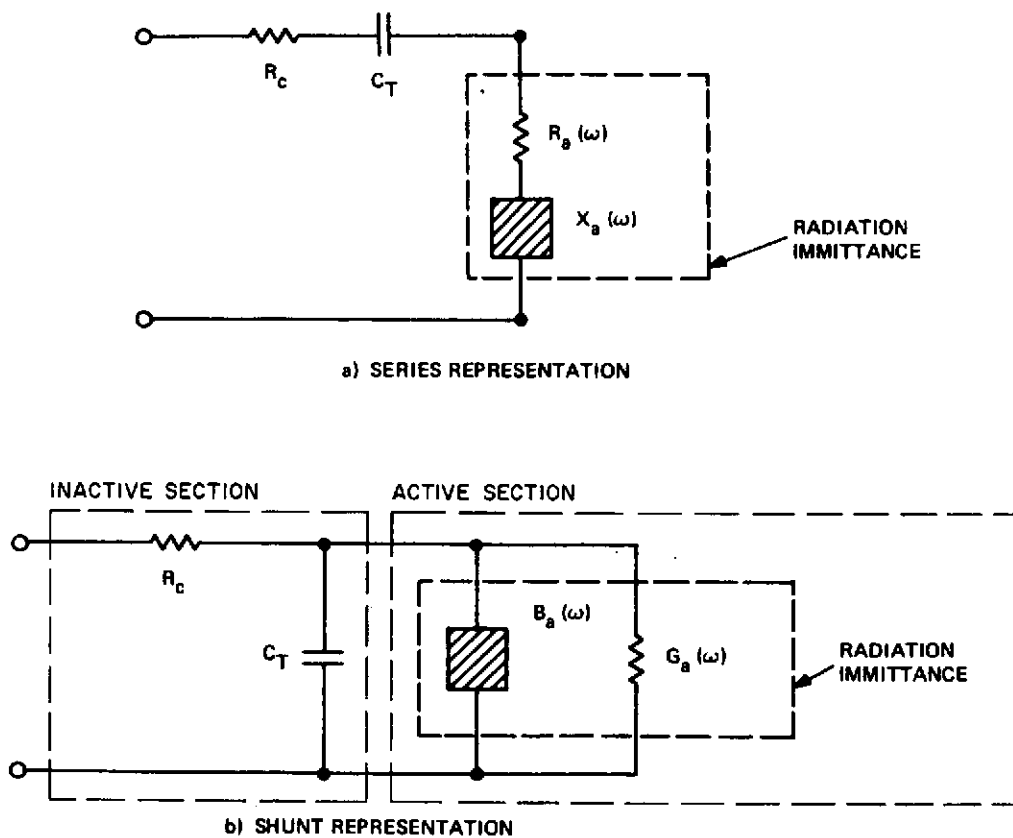 R_c
C_T
R_a (ω)
X_a (ω)
RADIATION
IMMITTANCE
a) SERIES REPRESENTATION
INACTIVE SECTION
ACTIVE SECTION
R_c
C_T
B_a (ω)
G_a (ω)
RADIATION
IMMITTANCE
b) SHUNT REPRESENTATION